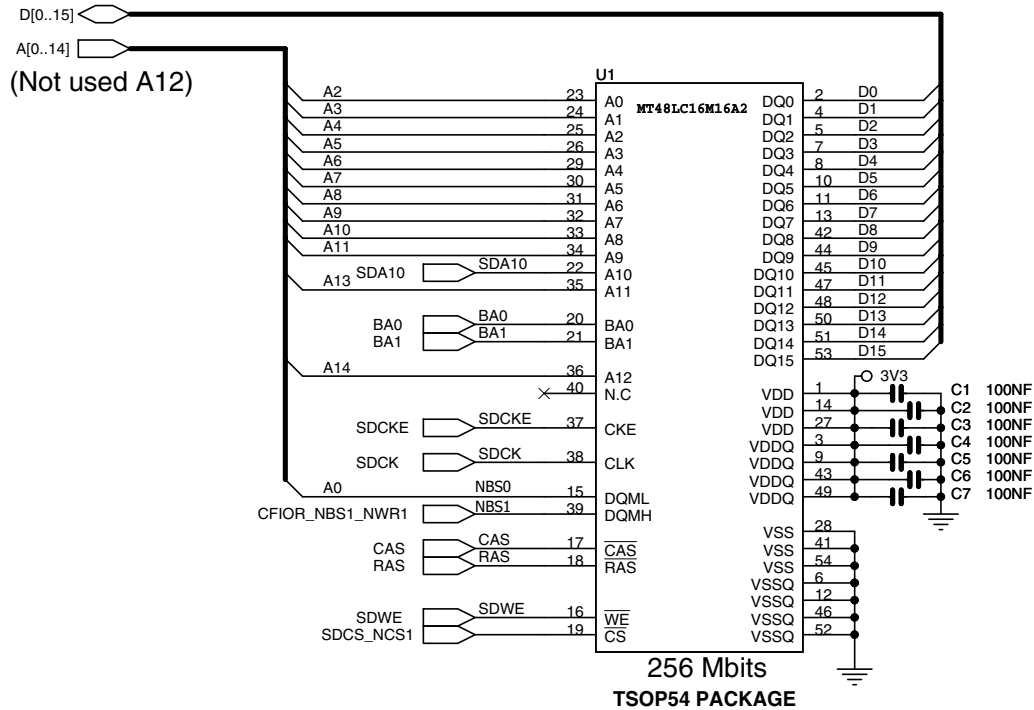 D[0..15]
A[0..14]
(Not used A12)
U1
MT48LC16M16A2
A2 23 A0 DQ0 2 D0
A3 24 A1 DQ1 4 D1
A4 25 A2 DQ2 5 D2
A5 26 A3 DQ3 7 D3
A6 29 A4 DQ4 8 D4
A7 30 A5 DQ5 10 D5
A8 31 A6 DQ6 11 D6
A9 32 A7 DQ7 13 D7
A10 33 A8 DQ8 42 D8
A11 34 A9 DQ9 44 D9
SDA10 SDA10 22 A10 DQ10 45 D10
A13 35 A11 DQ11 47 D11
DQ12 48 D12
BA0 BA0 20 BA0 DQ13 50 D13
BA1 BA1 21 BA1 DQ14 51 D14
DQ15 53 D15
A14 36 A12 3V3
40 N.C VDD 1 C1 100NF
VDD 14 C2 100NF
SDCKE SDCKE 37 CKE VDD 27 C3 100NF
VDDQ 3 C4 100NF
SDCK SDCK 38 CLK VDDQ 9 C5 100NF
VDDQ 43 C6 100NF
A0 NBS0 15 DQML VDDQ 49 C7 100NF
CFIOR_NBS1_NWR1 NBS1 39 DQMH
VSS 28
CAS CAS 17 CAS VSS 41
RAS RAS 18 RAS VSS 54
VSSQ 6
VSSQ 12
SDWE SDWE 16 WE VSSQ 46
SDCS_NCS1 19 CS VSSQ 52
256 Mbits
TSOP54 PACKAGE